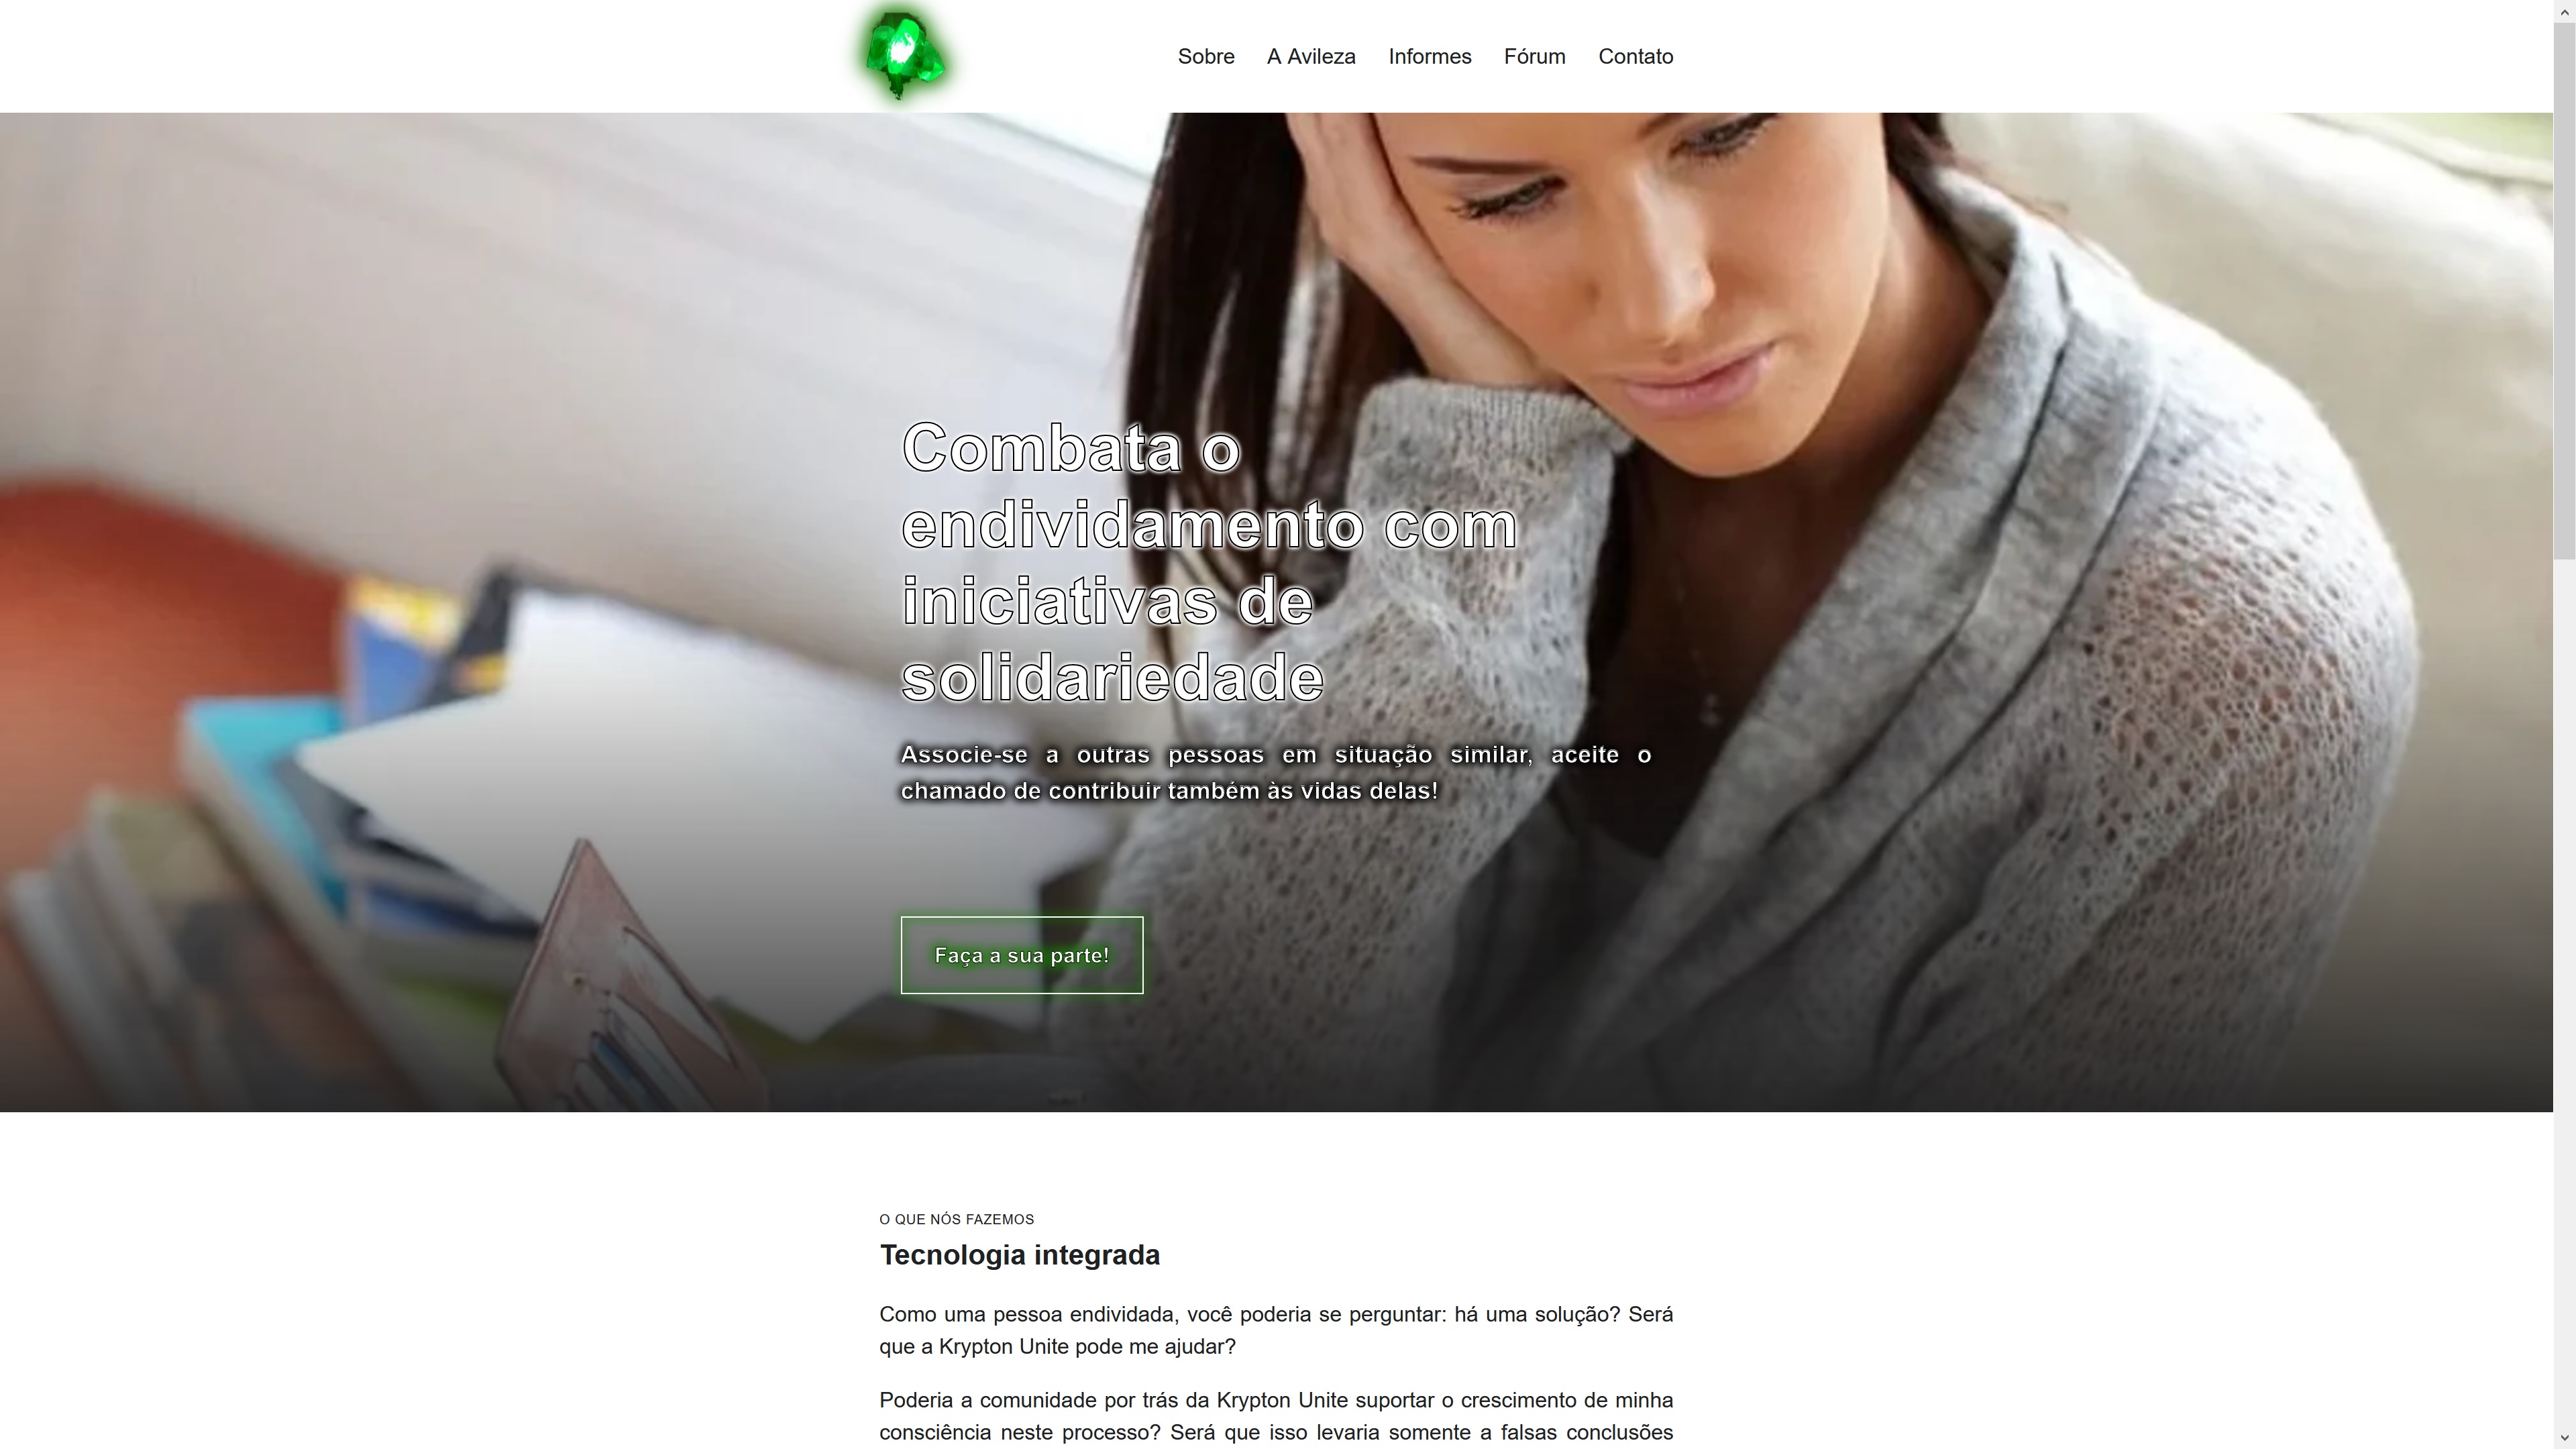 Sobre A Avileza Informes Fórum Contato
Combata o
endividamento com
iniciativas de
solidariedade
Associe-se a outras pessoas em situação similar, aceite o
chamado de contribuir também às vidas delas!
Faça a sua parte!
O QUE NÓS FAZEMOS
Tecnologia integrada
Como uma pessoa endividada, você poderia se perguntar: há uma solução? Será
que a Krypton Unite pode me ajudar?
Poderia a comunidade por trás da Krypton Unite suportar o crescimento de minha
consciência neste processo? Será que isso levaria somente a falsas conclusões